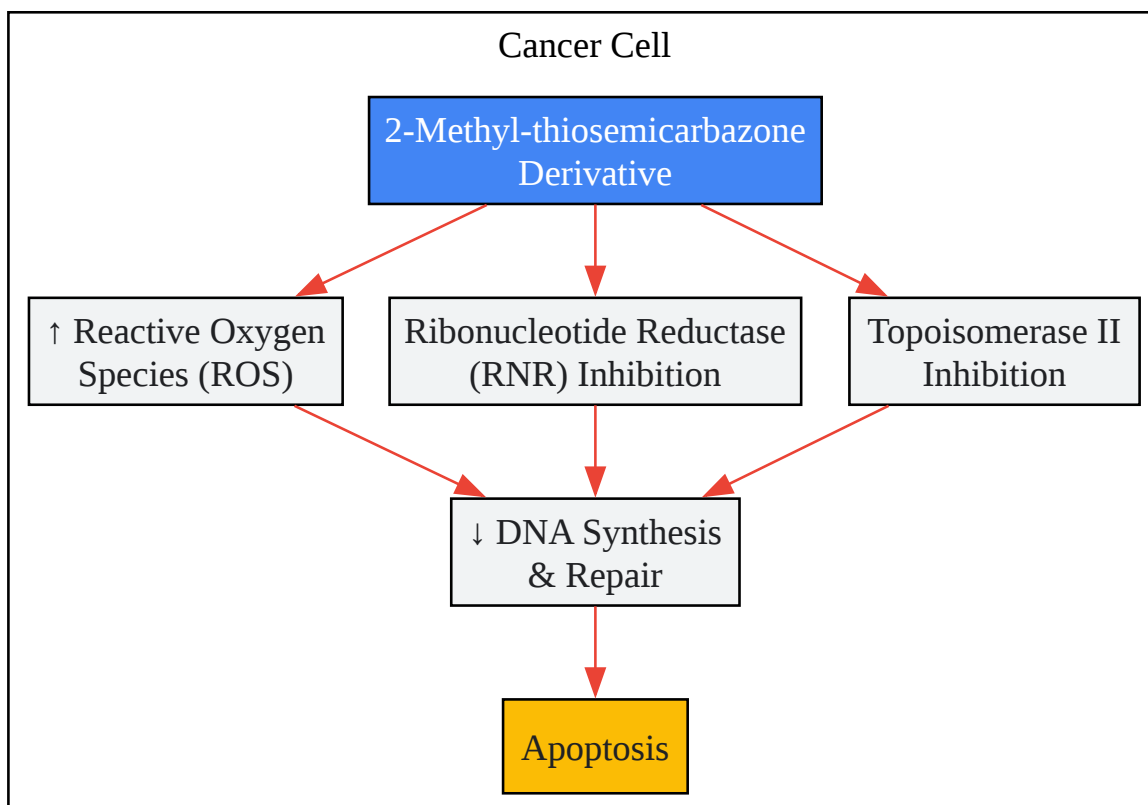 Cancer Cell
2-Methyl-thiosemicarbazone
Derivative
↑ Reactive Oxygen
Species (ROS)
Ribonucleotide Reductase
(RNR) Inhibition
Topoisomerase II
Inhibition
↓ DNA Synthesis
& Repair
Apoptosis